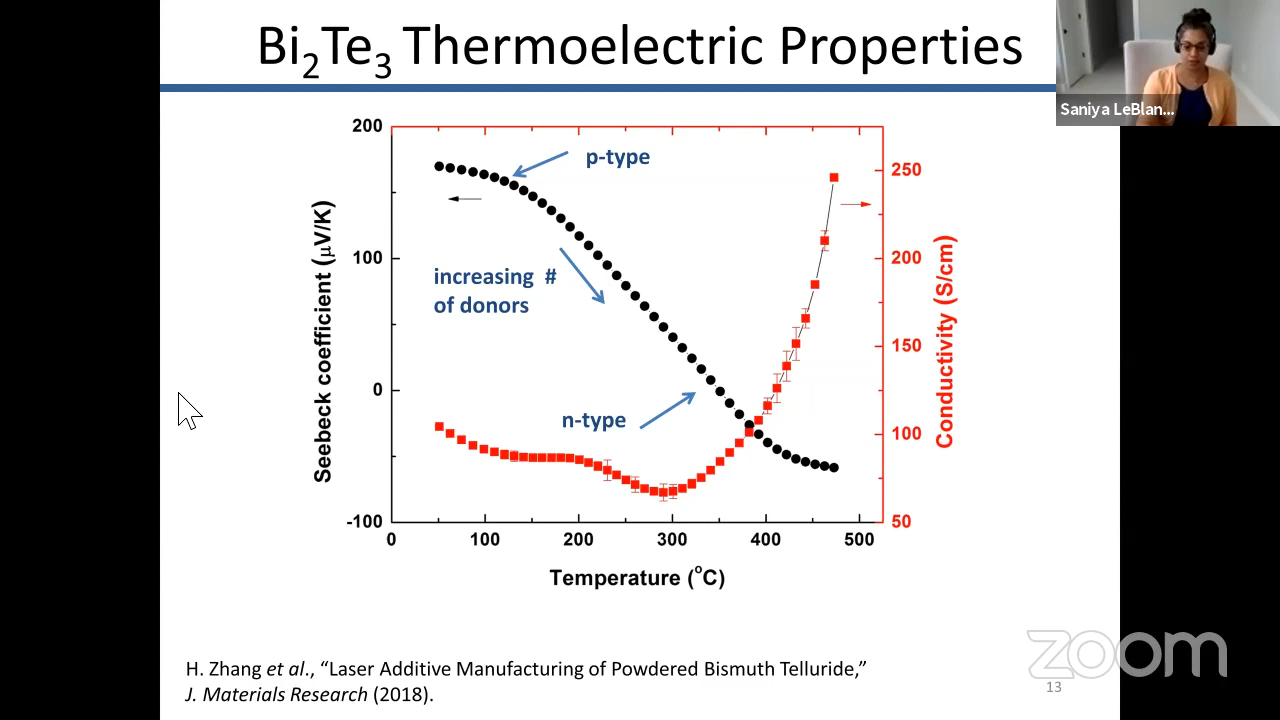 Bi₂Te₃ Thermoelectric Properties
Saniya LeBlan...
200
100
0
-100
Seebeck coefficient (μV/K)
p-type
increasing #
of donors
n-type
250
200
150
100
50
Conductivity (S/cm)
0 100 200 300 400 500
Temperature (°C)
H. Zhang et al., “Laser Additive Manufacturing of Powdered Bismuth Telluride,”
J. Materials Research (2018).
zoom
13